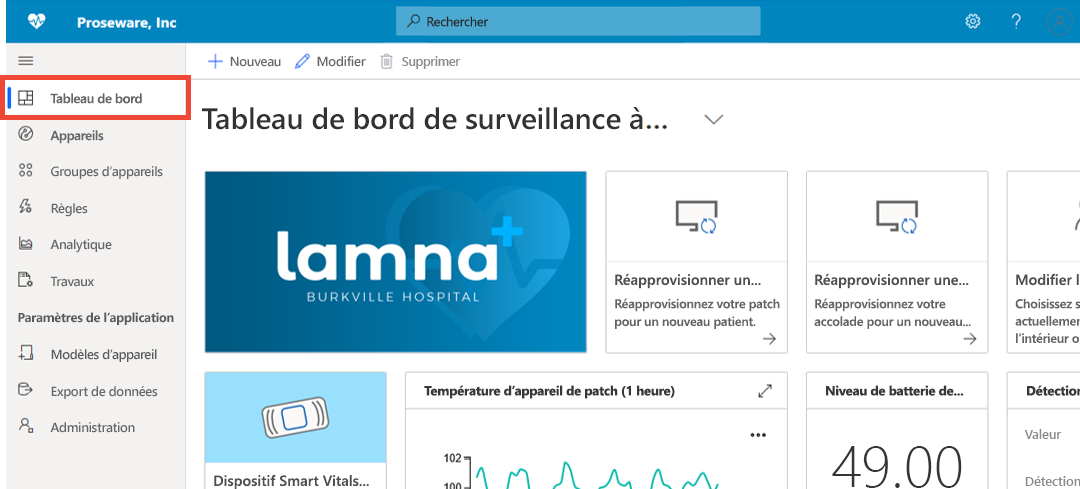 Proseware, Inc
Rechercher
?
Nouveau
Modifier
Supprimer
Tableau de bord
Appareils
Groupes d'appareils
Règles
Analytique
Travaux
Paramètres de l'application
Modèles d'appareil
Export de données
Administration
Tableau de bord de surveillance à...
lamna+
BURKVILLE HOSPITAL
Réapprovisionner un...
Réapprovisionnez votre patch
pour un nouveau patient.
Réapprovisionner une...
Réapprovisionnez votre
accolade pour un nouveau...
Modifier l
Choisissez s
actuellemen
l'intérieur o
Dispositif Smart Vitals...
Température d'appareil de patch (1 heure)
102
100
Niveau de batterie de...
49.00
Détection
Valeur
Détection